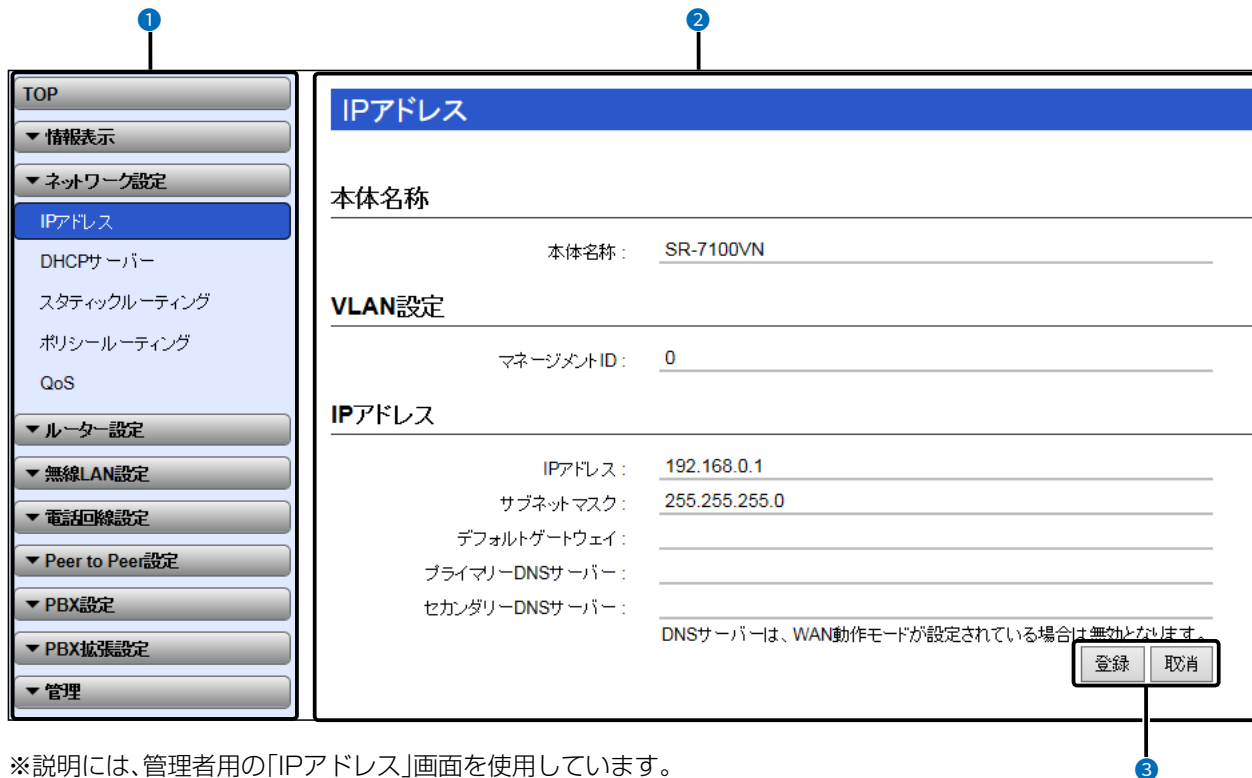 ❶
❷
TOP
▼情報表示
▼ネットワーク設定
IPアドレス
DHCPサーバー
スタティックルーティング
ポリシールーティング
QoS
▼ルーター設定
▼無線LAN設定
▼電話回線設定
▼Peer to Peer設定
▼PBX設定
▼PBX拡張設定
▼管理
IPアドレス
本体名称
本体名称: SR-7100VN
VLAN設定
マネージメントID: 0
IPアドレス
IPアドレス: 192.168.0.1
サブネットマスク: 255.255.255.0
デフォルトゲートウェイ:
プライマリーDNSサーバー:
セカンダリーDNSサーバー:
DNSサーバーは、WAN動作モードが設定されている場合は無効となります。
登録 取消
❸
※説明には、管理者用の「IPアドレス」画面を使用しています。